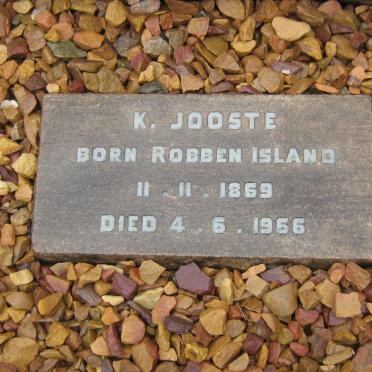 K. JOOSTE
BORN ROBBEN ISLAND
11 . 11 . 1869
DIED 4 . 6 . 1966